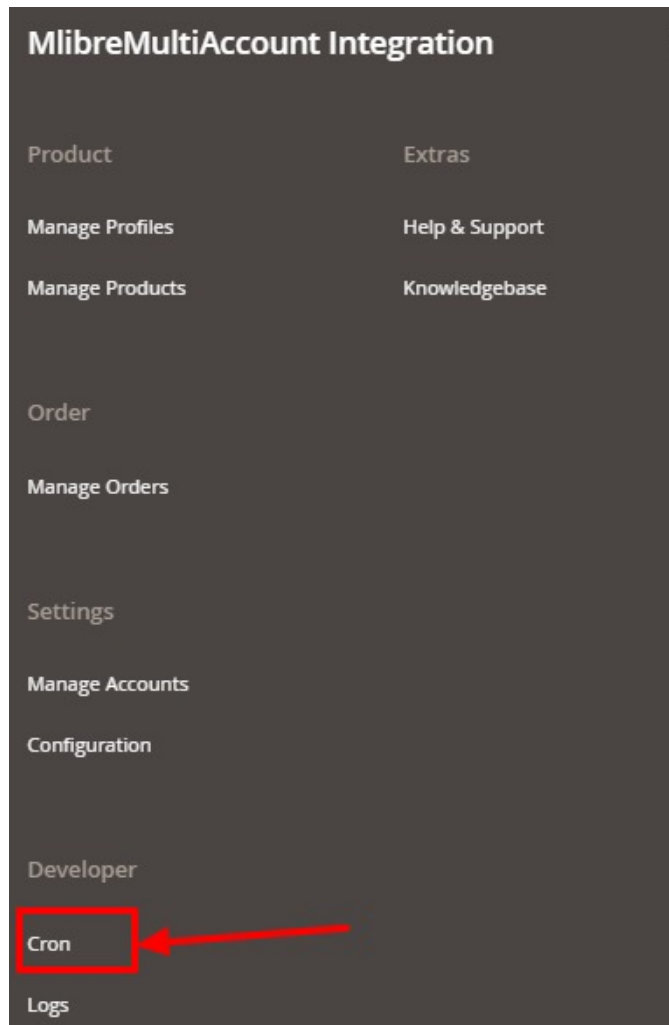 MlibreMultiAccount Integration
Product
Manage Profiles
Manage Products
Order
Manage Orders
Settings
Manage Accounts
Configuration
Developer
Cron
Logs
Extras
Help & Support
Knowledgebase